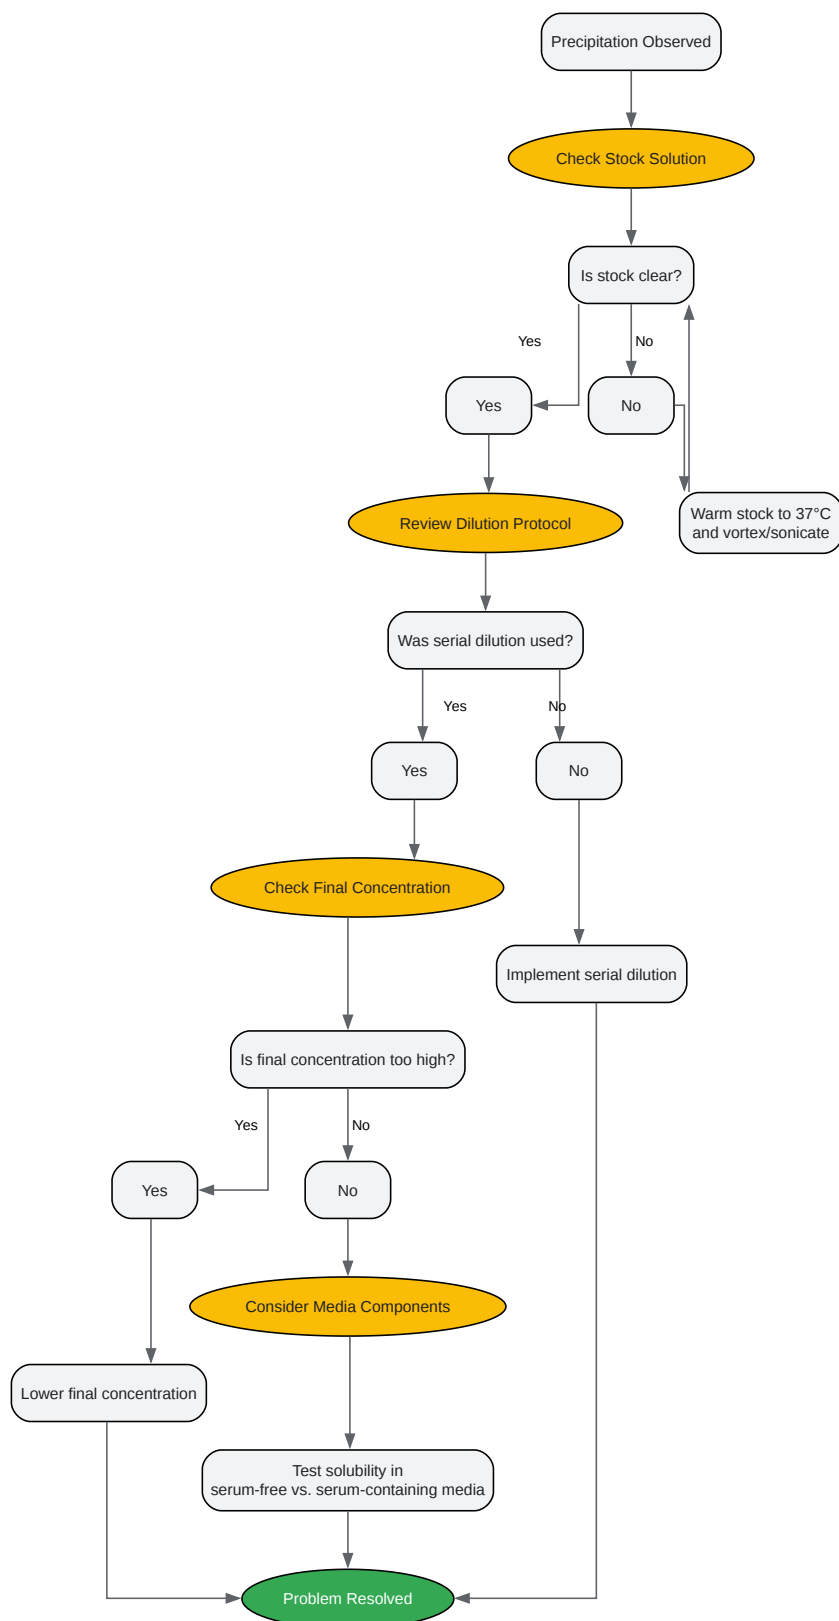 Precipitation Observed
Check Stock Solution
Is stock clear?
Yes
No
Yes
No
Warm stock to 37°C
and vortex/sonicate
Review Dilution Protocol
Was serial dilution used?
Yes
No
Yes
No
Check Final Concentration
Implement serial dilution
Is final concentration too high?
Yes
No
Yes
No
Consider Media Components
Lower final concentration
Test solubility in
serum-free vs. serum-containing media
Problem Resolved